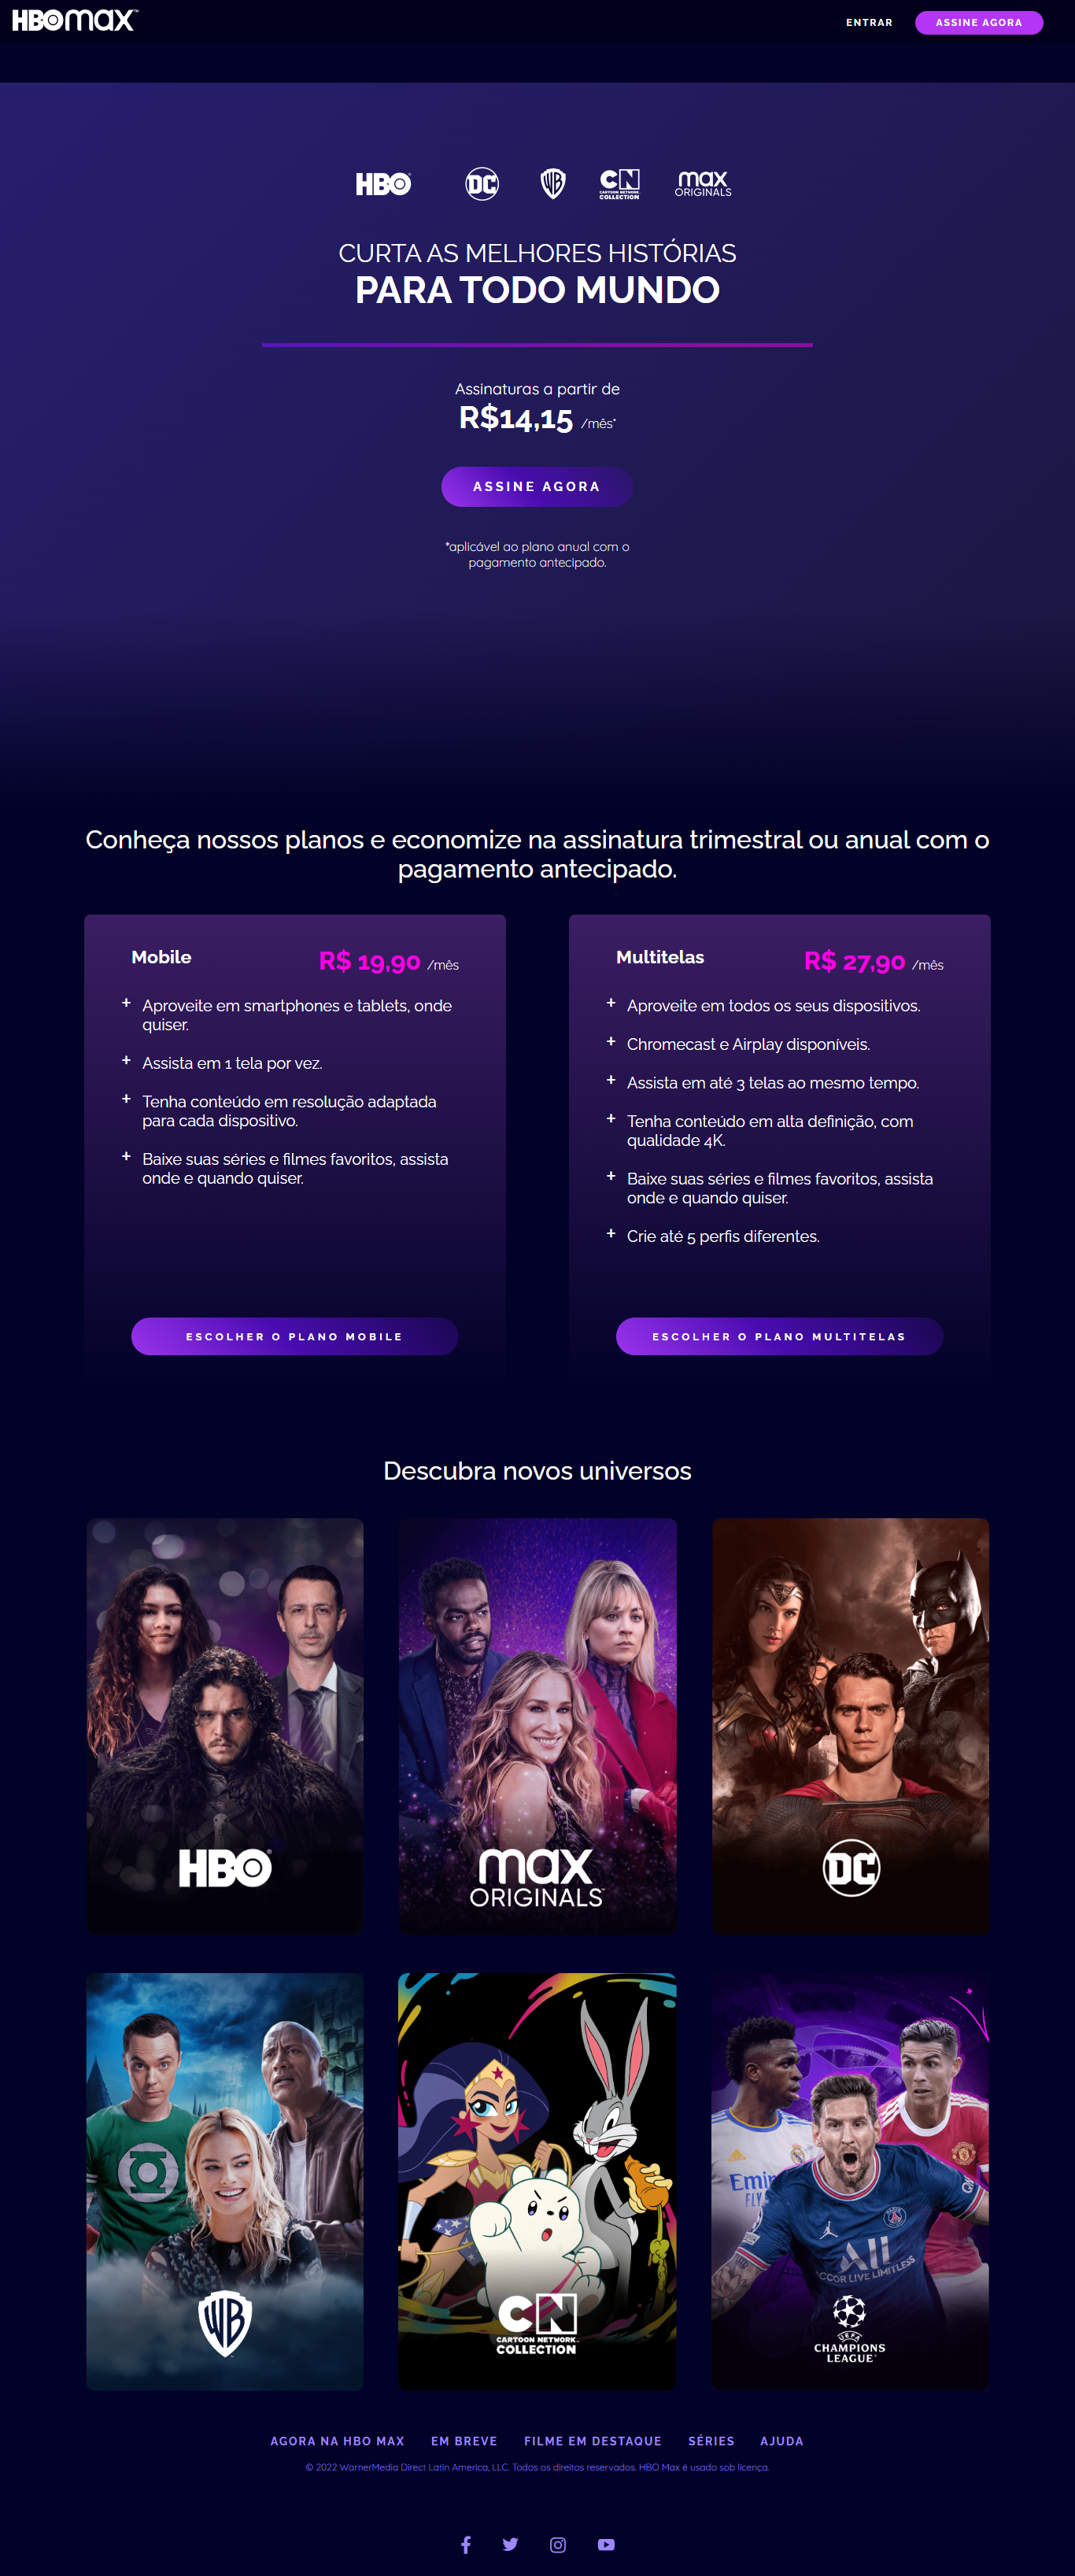 HBOmax™
ENTRAR
ASSINE AGORA
HBO
DC
WB
CN
CARTOON NETWORK
COLLECTION
max
ORIGINALS
CURTA AS MELHORES HISTÓRIAS
PARA TODO MUNDO
Assinaturas a partir de
R$14,15 /mês*
ASSINE AGORA
*aplicável ao plano anual com o
pagamento antecipado.
Conheça nossos planos e economize na assinatura trimestral ou anual com o
pagamento antecipado.
Mobile
R$ 19,90 /mês
+ Aproveite em smartphones e tablets, onde
quiser.
+ Assista em 1 tela por vez.
+ Tenha conteúdo em resolução adaptada
para cada dispositivo.
+ Baixe suas séries e filmes favoritos, assista
onde e quando quiser.
ESCOLHER O PLANO MOBILE
Multitelas
R$ 27,90 /mês
+ Aproveite em todos os seus dispositivos.
+ Chromecast e Airplay disponíveis.
+ Assista em até 3 telas ao mesmo tempo.
+ Tenha conteúdo em alta definição, com
qualidade 4K.
+ Baixe suas séries e filmes favoritos, assista
onde e quando quiser.
+ Crie até 5 perfis diferentes.
ESCOLHER O PLANO MULTITELAS
Descubra novos universos
HBO
max
ORIGINALS
DC
WB
CN
CARTOON NETWORK
COLLECTION
Emir
FLY
ALL
ACCOR LIVE LIMITLESS
UEFA
CHAMPIONS
LEAGUE
AGORA NA HBO MAX
EM BREVE
FILME EM DESTAQUE
SÉRIES
AJUDA
© 2022 WarnerMedia Direct Latin America, LLC. Todos os direitos reservados. HBO Max é usado sob licença.